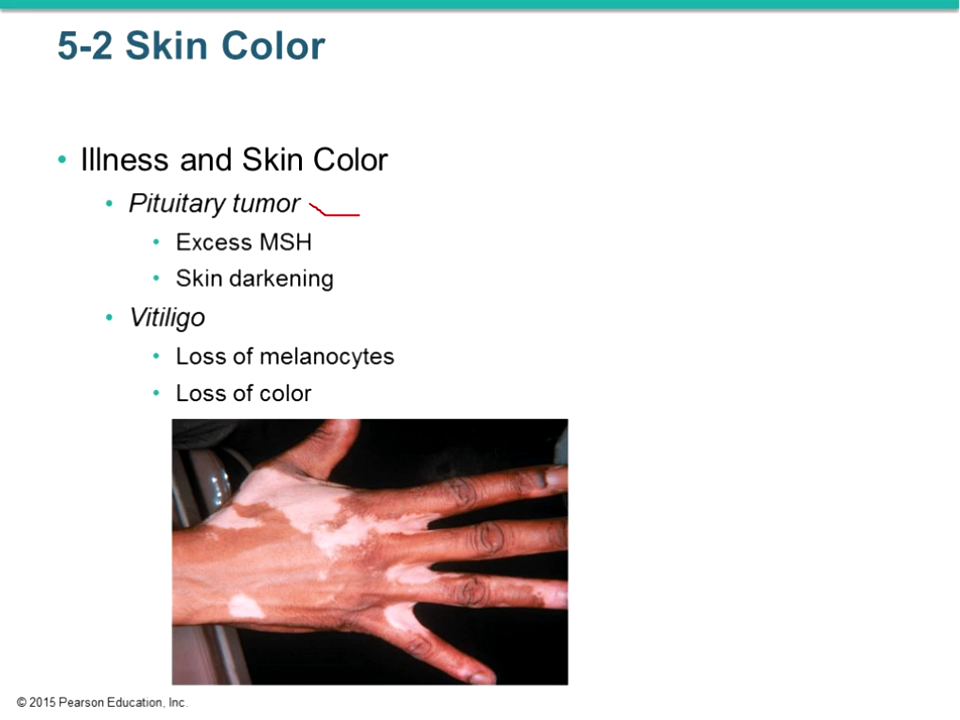 5-2 Skin Color
• Illness and Skin Color
• Pituitary tumor
• Excess MSH
• Skin darkening
• Vitiligo
• Loss of melanocytes
• Loss of color
© 2015 Pearson Education, Inc.